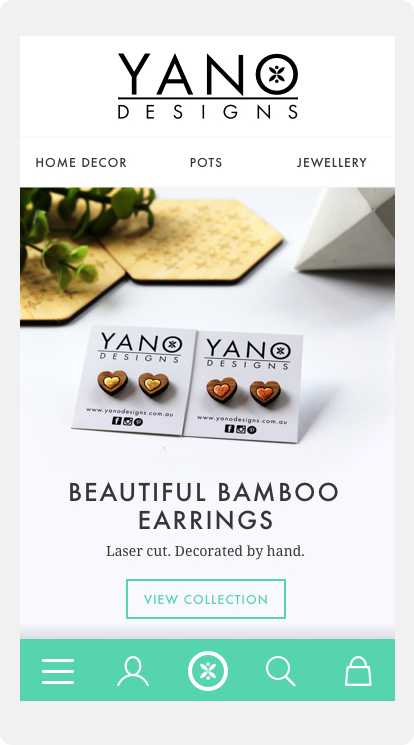 YANO
DESIGNS
HOME DECOR POTS JEWELLERY
YANO
DESIGNS
www.yanodesigns.com.au
YANO
DESIGNS
www.yanodesigns.com.au
BEAUTIFUL BAMBOO
EARRINGS
Laser cut. Decorated by hand.
VIEW COLLECTION